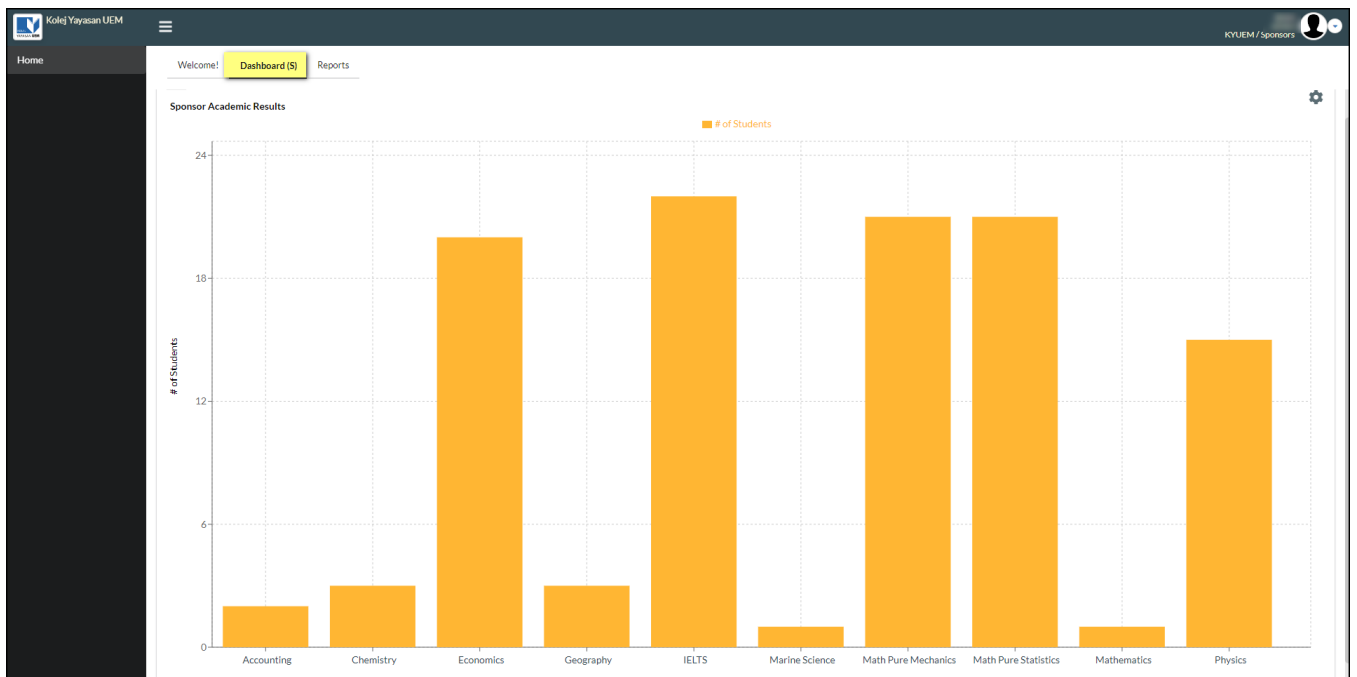 Kolej Yayasan UEM
KYUEM / Sponsors
Home
Welcome!
Dashboard (S)
Reports
Sponsor Academic Results
# of Students
24
18
12
6
0
# of Students
Accounting
Chemistry
Economics
Geography
IELTS
Marine Science
Math Pure Mechanics
Math Pure Statistics
Mathematics
Physics